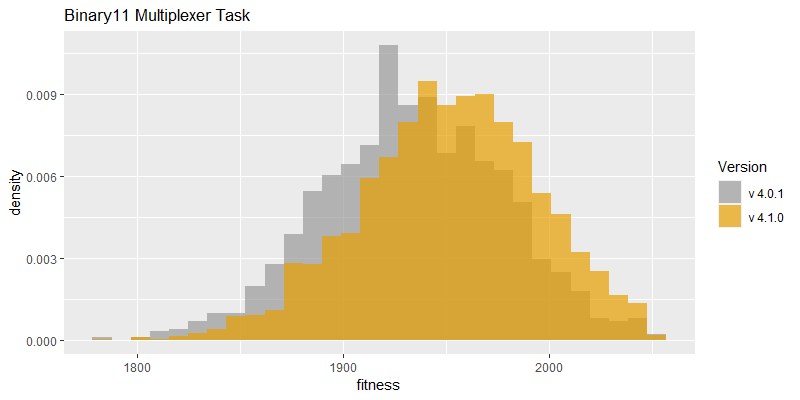 Binary11 Multiplexer Task
density
0.009
0.006
0.003
0.000
1800
1900
2000
fitness
Version
v 4.0.1
v 4.1.0